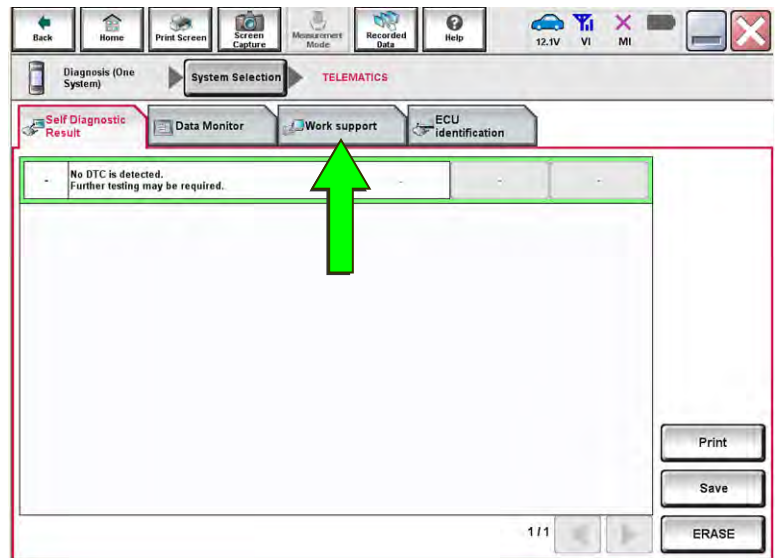 Back
Home
Print Screen
Screen
Capture
Measurement
Mode
Recorded
Data
Help
12.1V
VI
MI
Diagnosis (One
System)
System Selection
TELEMATICS
Self Diagnostic
Result
Data Monitor
Work support
ECU
identification
-
No DTC is detected.
Further testing may be required.
-
-
-
Print
Save
1/1
ERASE